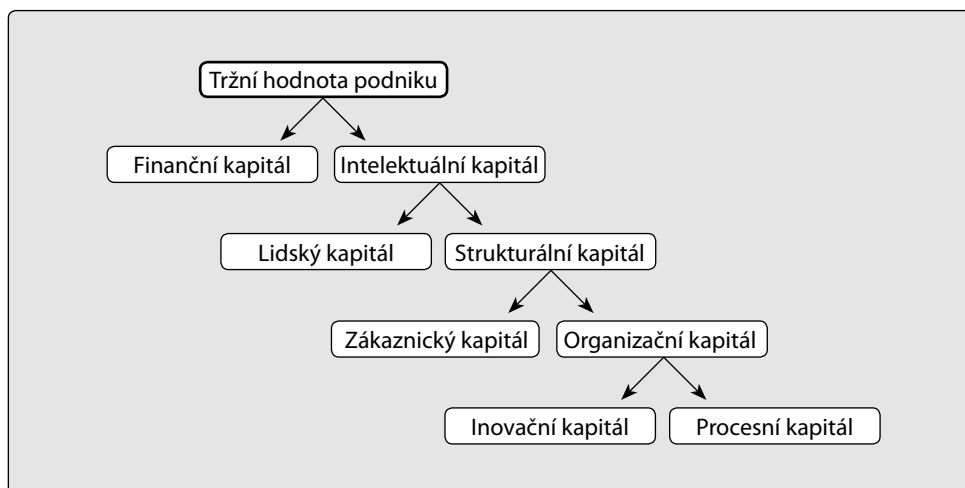 Tržní hodnota podniku
Finanční kapitál
Intelektuální kapitál
Lidský kapitál
Strukturální kapitál
Zákaznický kapitál
Organizační kapitál
Inovační kapitál
Procesní kapitál